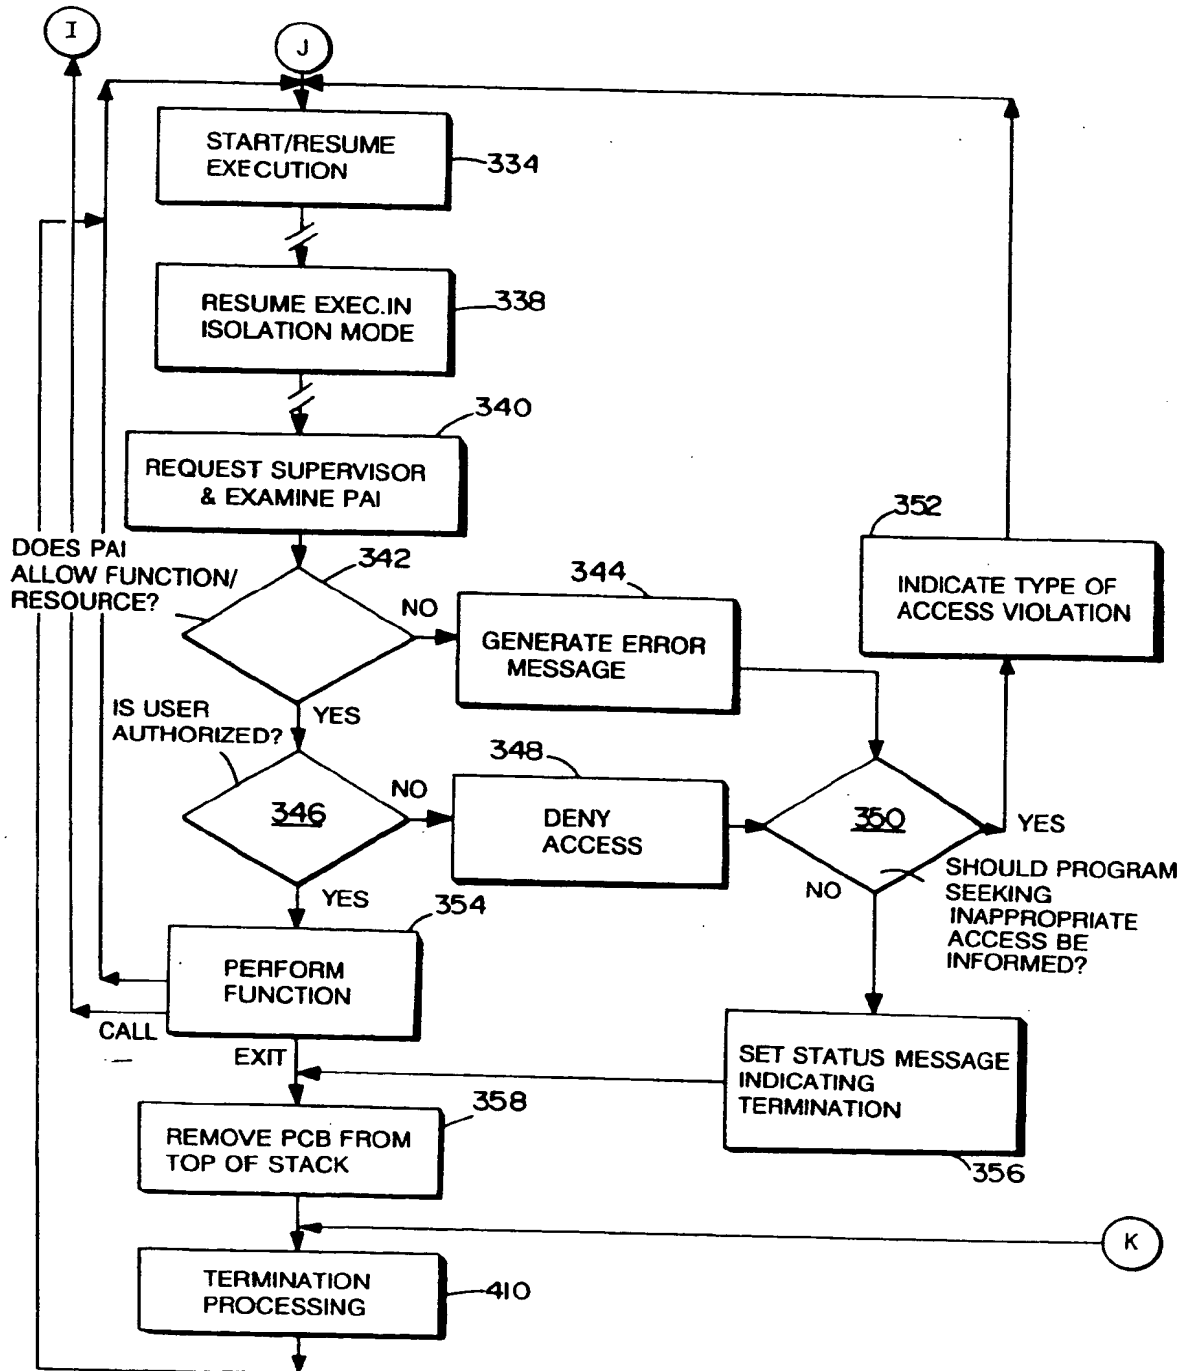 I
J
START/RESUME
EXECUTION
334
RESUME EXEC.IN
ISOLATION MODE
338
340
REQUEST SUPERVISOR
& EXAMINE PAI
352
INDICATE TYPE OF
ACCESS VIOLATION
DOES PAI
ALLOW FUNCTION/
RESOURCE?
342
NO
344
GENERATE ERROR
MESSAGE
YES
IS USER
AUTHORIZED?
346
NO
348
DENY
ACCESS
350
YES
NO
SHOULD PROGRAM
SEEKING
INAPPROPRIATE
ACCESS BE
INFORMED?
YES
354
PERFORM
FUNCTION
CALL
EXIT
SET STATUS MESSAGE
INDICATING
TERMINATION
356
358
REMOVE PCB FROM
TOP OF STACK
K
TERMINATION
PROCESSING
410